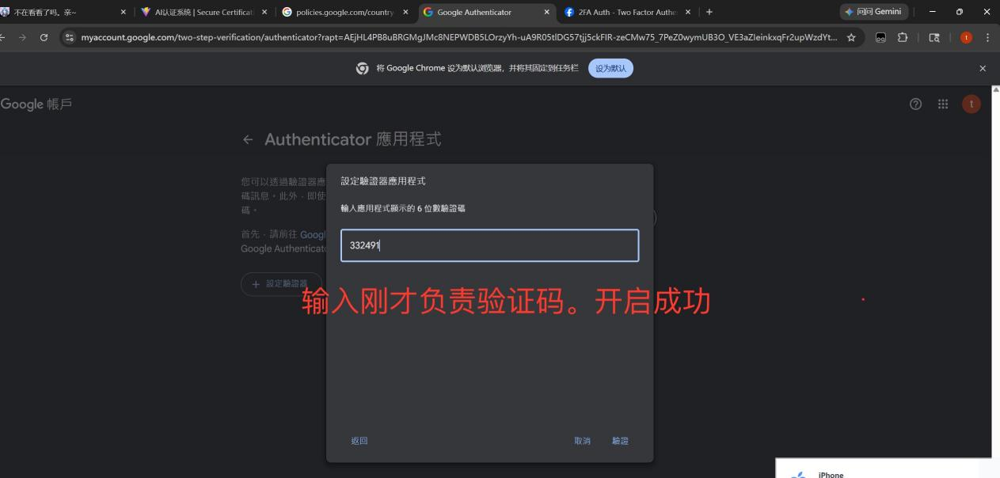 不在看看了吗。亲~
AI认证系统 | Secure Certificati
policies.google.com/country
Google Authenticator
2FA Auth - Two Factor Authe
问问 Gemini
myaccount.google.com/two-step-verification/authenticator?rapt=AEjHL4PB8uBRGMgJMc8NEPWDB5LOrzyYh-uA9R05tlDG57tjj5ckFIR-zeCMw75_7PeZ0wymUB3O_VE3aZIeinkxqFr2upWzdYt...
t
将 Google Chrome 设为默认浏览器，并将其固定到任务栏
设为默认
Google 帳戶
t
Authenticator 應用程式
您可以透過驗證器應
碼訊息。此外，即使
碼。
首先，請前往 Googl
Google Authenticato
設定驗證器
設定驗證器應用程式
輸入應用程式顯示的 6 位數驗證碼
332491
输入刚才负责验证码。开启成功
返回
取消
驗證
iPhone